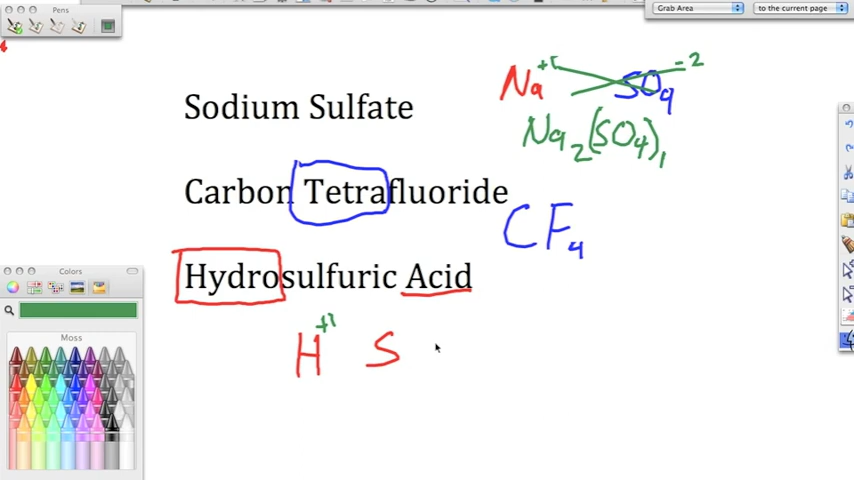 Pens
Grab Area
to the current page
Na +1 SO4 -2
Sodium Sulfate
Na2(SO4)1
Carbon Tetrafluoride
CF4
Hydrosulfuric Acid
Colors
H+1 S
Moss